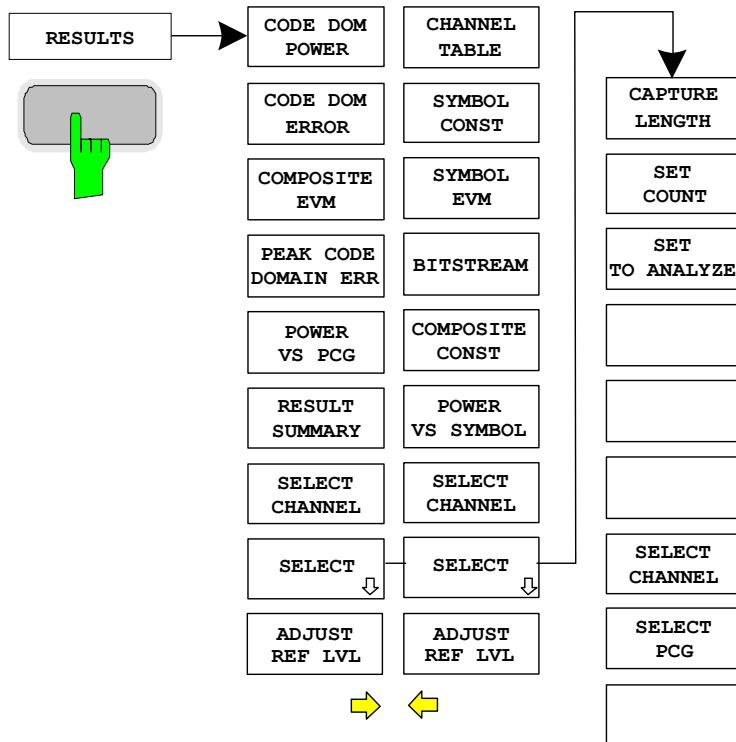 RESULTS
CODE DOM
POWER
CODE DOM
ERROR
COMPOSITE
EVM
PEAK CODE
DOMAIN ERR
POWER
VS PCG
RESULT
SUMMARY
SELECT
CHANNEL
SELECT
ADJUST
REF LVL
CHANNEL
TABLE
SYMBOL
CONST
SYMBOL
EVM
BITSTREAM
COMPOSITE
CONST
POWER
VS SYMBOL
SELECT
CHANNEL
SELECT
ADJUST
REF LVL
CAPTURE
LENGTH
SET
COUNT
SET
TO ANALYZE
SELECT
CHANNEL
SELECT
PCG